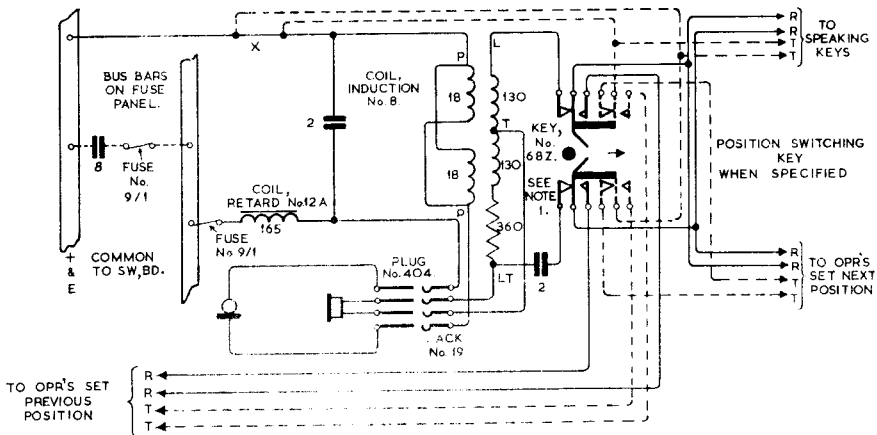 R
R
T
T
TO
SPEAKING
KEYS
X
P
L
BUS BARS
ON FUSE
PANEL.
COIL,
INDUCTION
No. 8.
18
130
2
T
KEY,
No.
68Z.
POSITION SWITCHING
KEY
WHEN SPECIFIED
8
FUSE
No.
9/1
18
130
SEE
NOTE
1.
COIL,
RETARD No12A
165
P
360
FUSE
No 9/1
+
&
E
COMMON
TO SW,BD.
PLUG
No.404.
LT
2
R
R
T
T
TO OPR'S
SET NEXT
POSITION
ACK
No. 19
TO OPR'S SET
PREVIOUS
POSITION
R
R
T
T